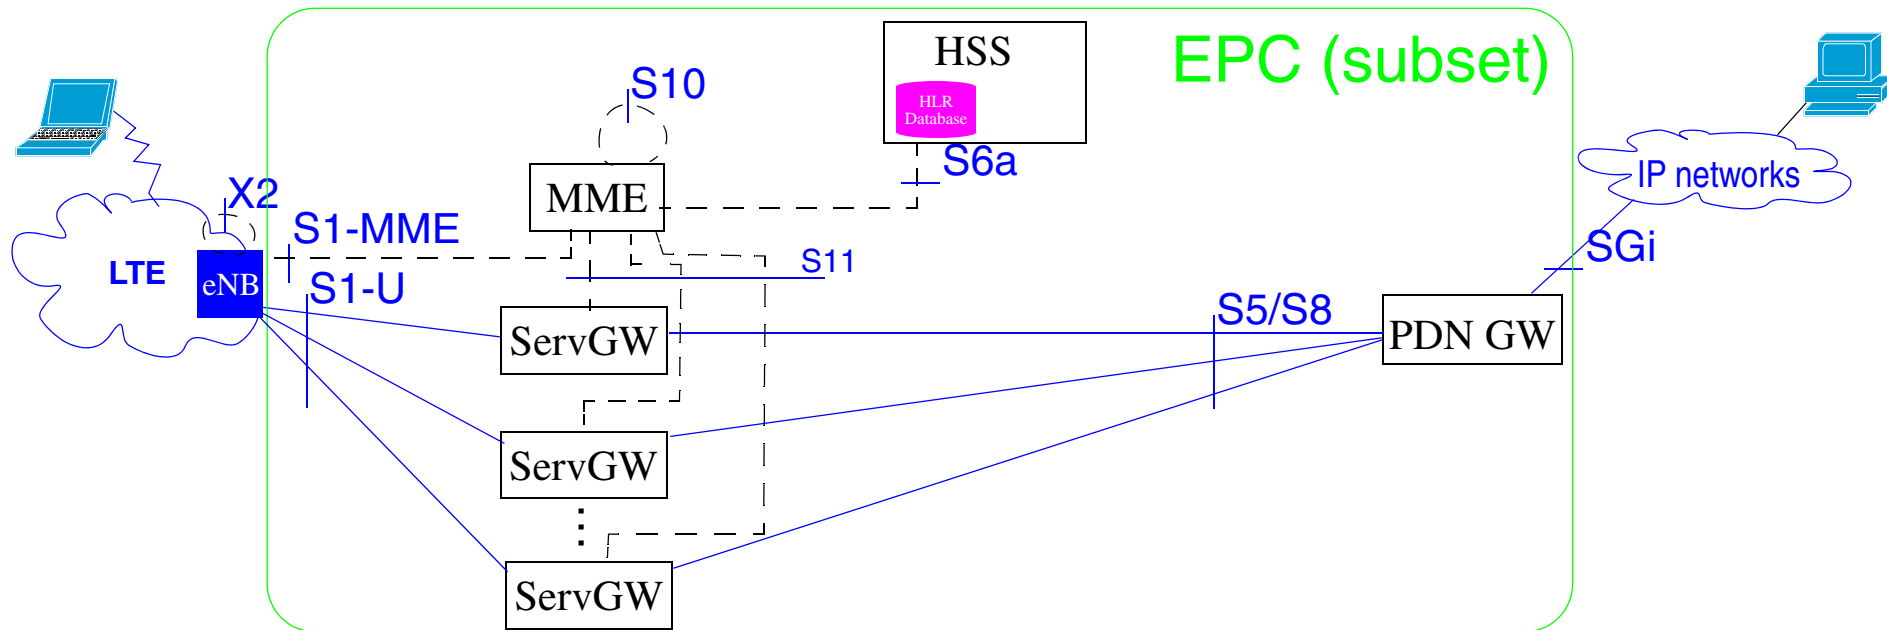 HSS
EPC (subset)
S10
HLR
Database
S6a
IP networks
X2
MME
S1-MME
SGi
LTE
eNB
S11
S1-U
S5/S8
ServGW
PDN GW
ServGW
ServGW